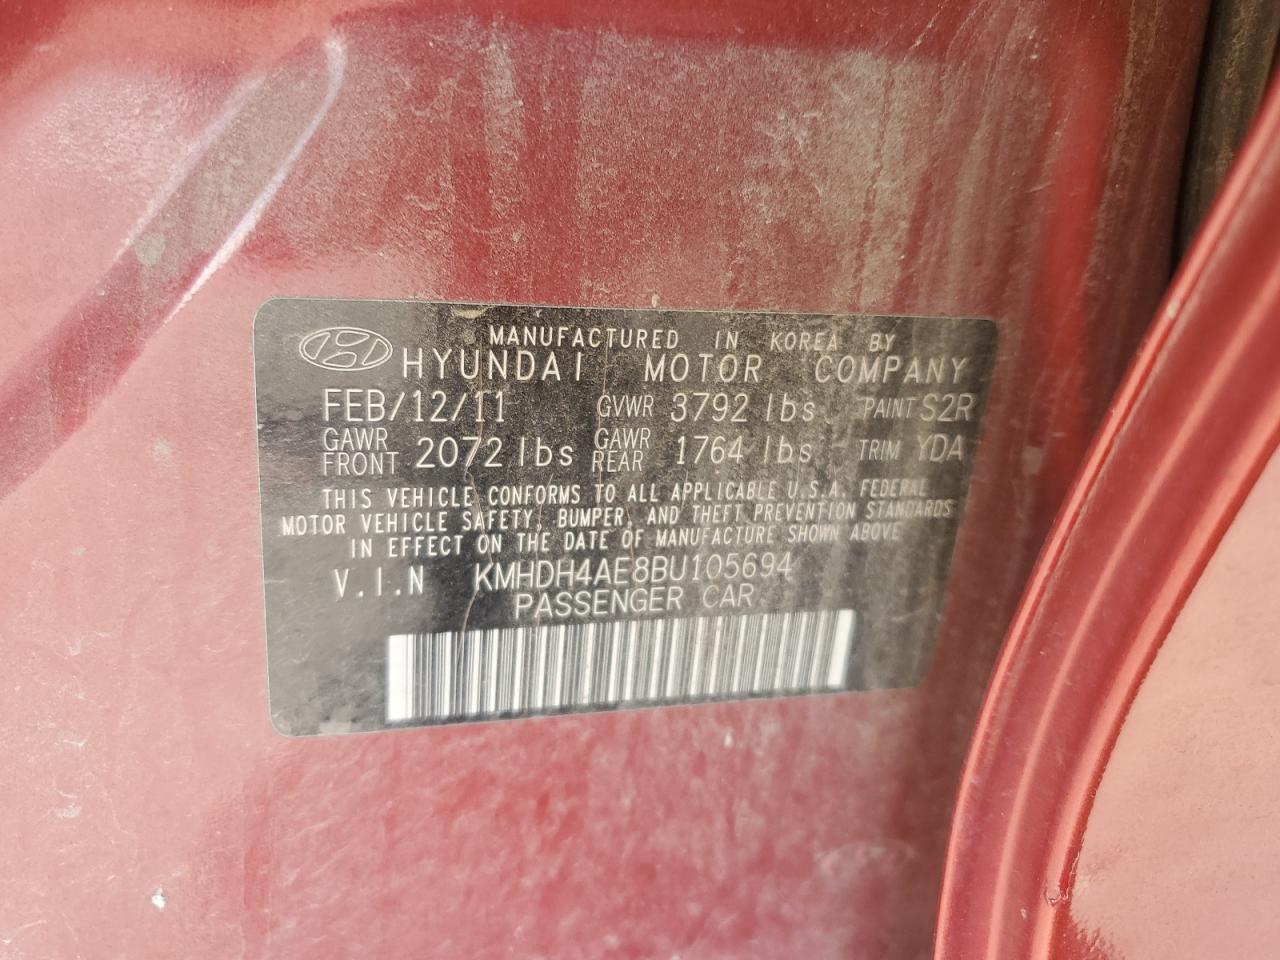 MANUFACTURED IN KOREA BY
HYUNDAI MOTOR COMPANY
FEB/12/11 GVWR 3792 lbs PAINT S2R
GAWR FRONT 2072 lbs GAWR REAR 1764 lbs TRIM YDA
THIS VEHICLE CONFORMS TO ALL APPLICABLE U.S.A. FEDERAL
MOTOR VEHICLE SAFETY, BUMPER, AND THEFT PREVENTION STANDARDS
IN EFFECT ON THE DATE OF MANUFACTURE SHOWN ABOVE
V.I.N KMHDH4AE8BU105694
PASSENGER CAR